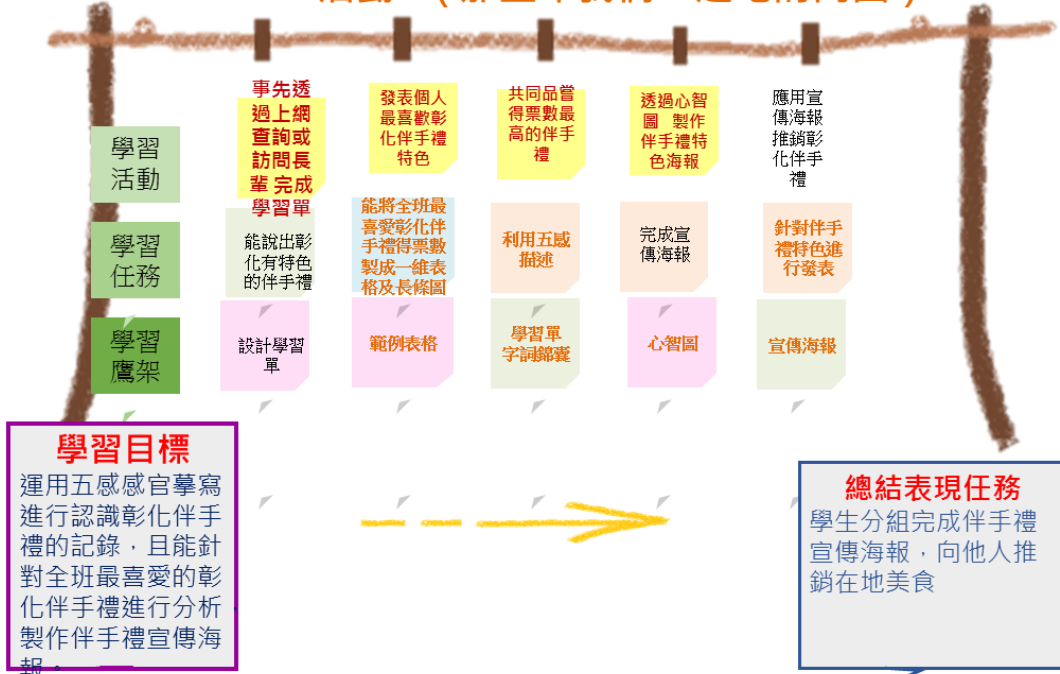 學習
活動
事先透
過上網
查詢或
訪問長
輩 完成
學習單
發表個人
最喜歡彰
化伴手禮
特色
共同品嘗
得票數最
高的伴手
禮
透過心智
圖 製作
伴手禮特
色海報
應用宣
傳海報
推銷彰
化伴手
禮
學習
任務
能說出彰
化有特色
的伴手禮
能將全班最
喜愛彰化伴
手禮得票數
製成一維表
格及長條圖
利用五感
描述
完成宣
傳海報
針對伴手
禮特色進
行發表
學習
鷹架
設計學習
單
範例表格
學習單
字詞錦囊
心智圖
宣傳海報
學習目標
運用五感感官摹寫
進行認識彰化伴手
禮的記錄,且能針
對全班最喜愛的彰
化伴手禮進行分析,
製作伴手禮宣傳海
報。
總結表現任務
學生分組完成伴手禮
宣傳海報,向他人推
銷在地美食